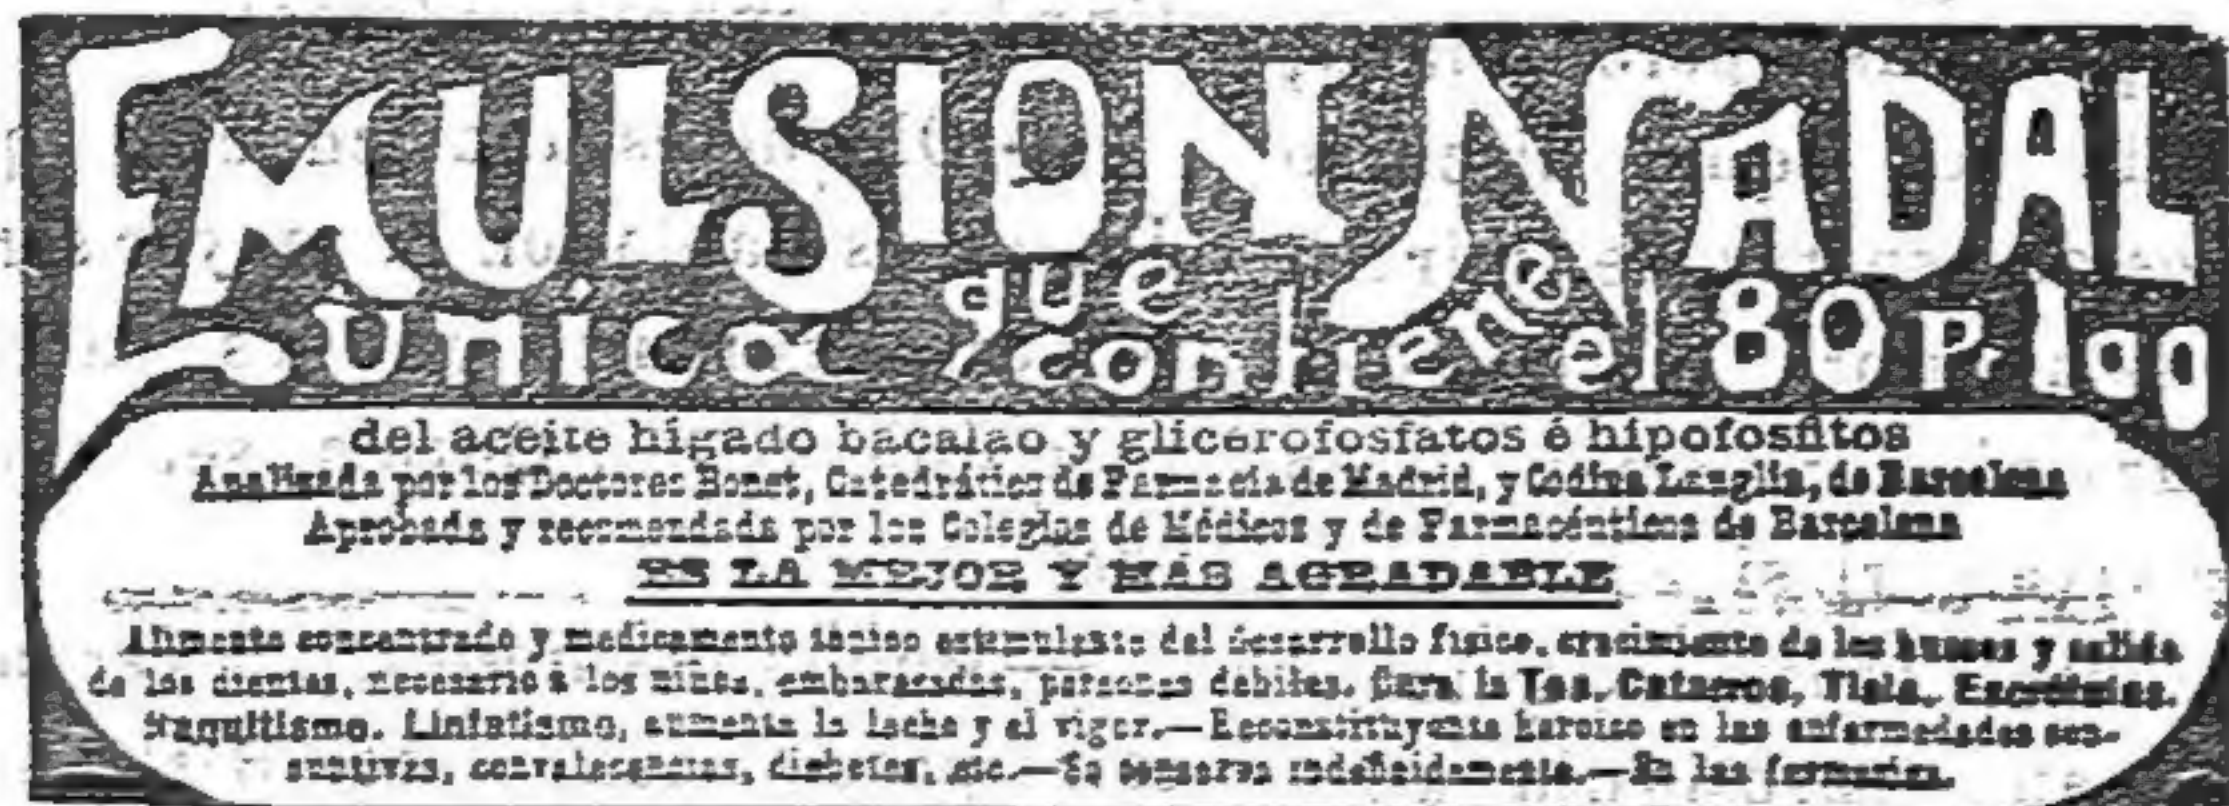 EMULSION NADAL
única que contiene el 80 p. 100
del aceite hígado bacalao y glicerofosfatos é hipofosfitos
Analizada por los Doctores Bonet, Catedrático de Farmacia de Madrid, y Codina Langlin, de Barcelona
Aprobada y recomendada por los Colegios de Médicos y de Farmacéuticos de Barcelona
ES LA MEJOR Y MÁS AGRADABLE
Alimento concentrado y medicamento tónico estimulante del desarrollo físico, crecimiento de los huesos y salida
de los dientes, necesario á los niños, embarazadas, personas débiles. Cura la Tos, Catarros, Tisis, Escrófulas,
Raquitismo, Linfatismo, aumenta la leche y el vigor.—Reconstituyente heroico en las enfermedades con-
suntivas, convalecencias, diabetes, etc.—Se conserva indefinidamente.—En las farmacias.